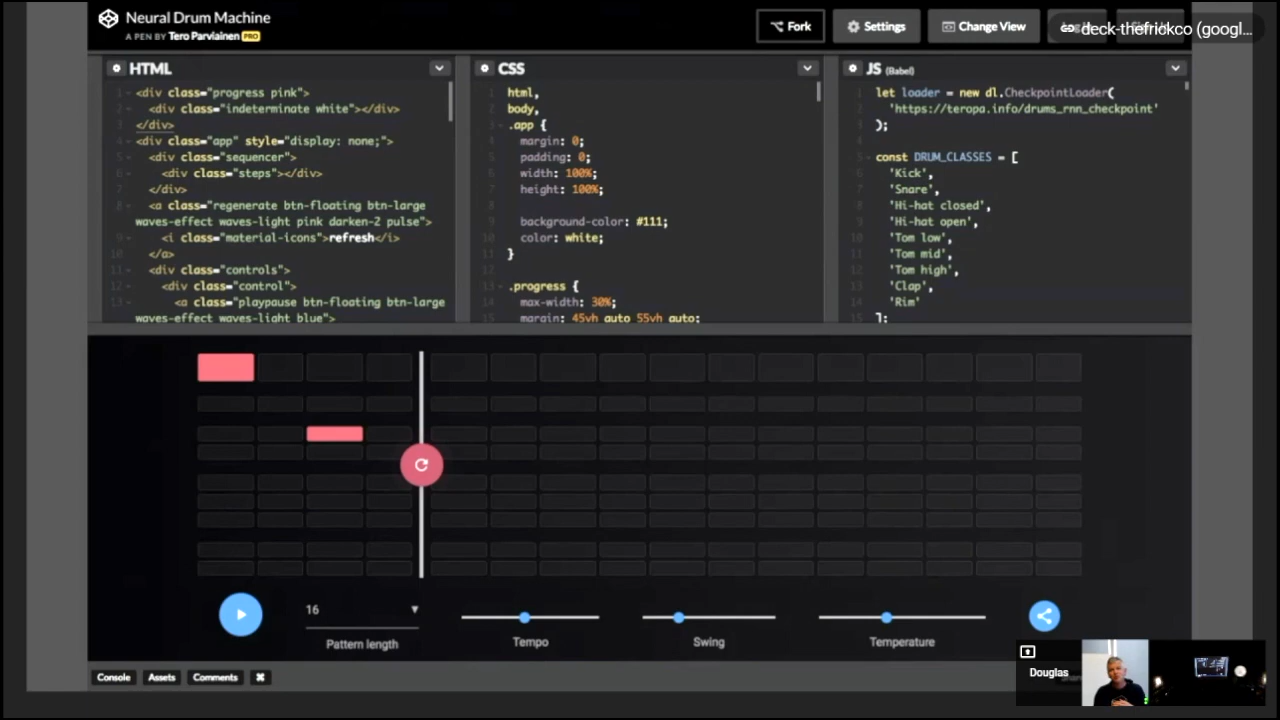 Neural Drum Machine
A PEN BY Tero Parviainen PRO
Fork
Settings
Change View
deck-thefriokco (googl...
HTML
1 <div class="progress pink">
2 <div class="indeterminate white"></div>
3 </div>
4 <div class="app" style="display: none;">
5 <div class="sequencer">
6 <div class="steps"></div>
7 </div>
8 <a class="regenerate btn-floating btn-large
waves-effect waves-light pink darken-2 pulse">
9 <i class="material-icons">refresh</i>
10 </a>
11 <div class="controls">
12 <div class="control">
13 <a class="playpause btn-floating btn-large
waves-effect waves-light blue">
CSS
1 html,
2 body,
3 .app {
4 margin: 0;
5 padding: 0;
6 width: 100%;
7 height: 100%;
8
9 background-color: #111;
10 color: white;
11 }
12
13 .progress {
14 max-width: 30%;
15 margin: 45vh auto 55vh auto;
JS (Babel)
1 let loader = new dl.CheckpointLoader(
2 'https://teropa.info/drums_rnn_checkpoint'
3 );
4
5 const DRUM_CLASSES = [
6 'Kick',
7 'Snare',
8 'Hi-hat closed',
9 'Hi-hat open',
10 'Tom low',
11 'Tom mid',
12 'Tom high',
13 'Clap',
14 'Rim'
15 ];
16
Pattern length
Tempo
Swing
Temperature
Console
Assets
Comments
⌘
Douglas